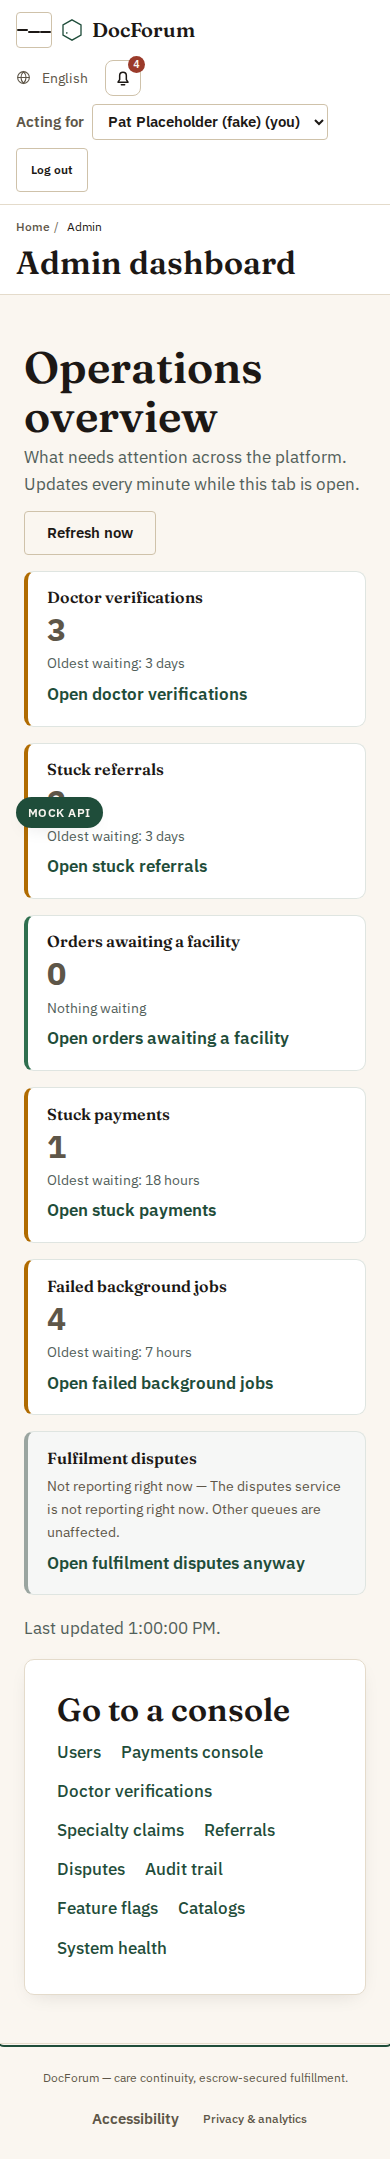 DocForum
English
4
Acting for
Pat Placeholder (fake) (you)
Log out
Home / Admin
Admin dashboard
Operations
overview
What needs attention across the platform.
Updates every minute while this tab is open.
Refresh now
Doctor verifications
3
Oldest waiting: 3 days
Open doctor verifications
Stuck referrals
MOCK API
Oldest waiting: 3 days
Open stuck referrals
Orders awaiting a facility
0
Nothing waiting
Open orders awaiting a facility
Stuck payments
1
Oldest waiting: 18 hours
Open stuck payments
Failed background jobs
4
Oldest waiting: 7 hours
Open failed background jobs
Fulfilment disputes
Not reporting right now — The disputes service
is not reporting right now. Other queues are
unaffected.
Open fulfilment disputes anyway
Last updated 1:00:00 PM.
Go to a console
Users Payments console
Doctor verifications
Specialty claims Referrals
Disputes Audit trail
Feature flags Catalogs
System health
DocForum — care continuity, escrow-secured fulfillment.
Accessibility Privacy & analytics